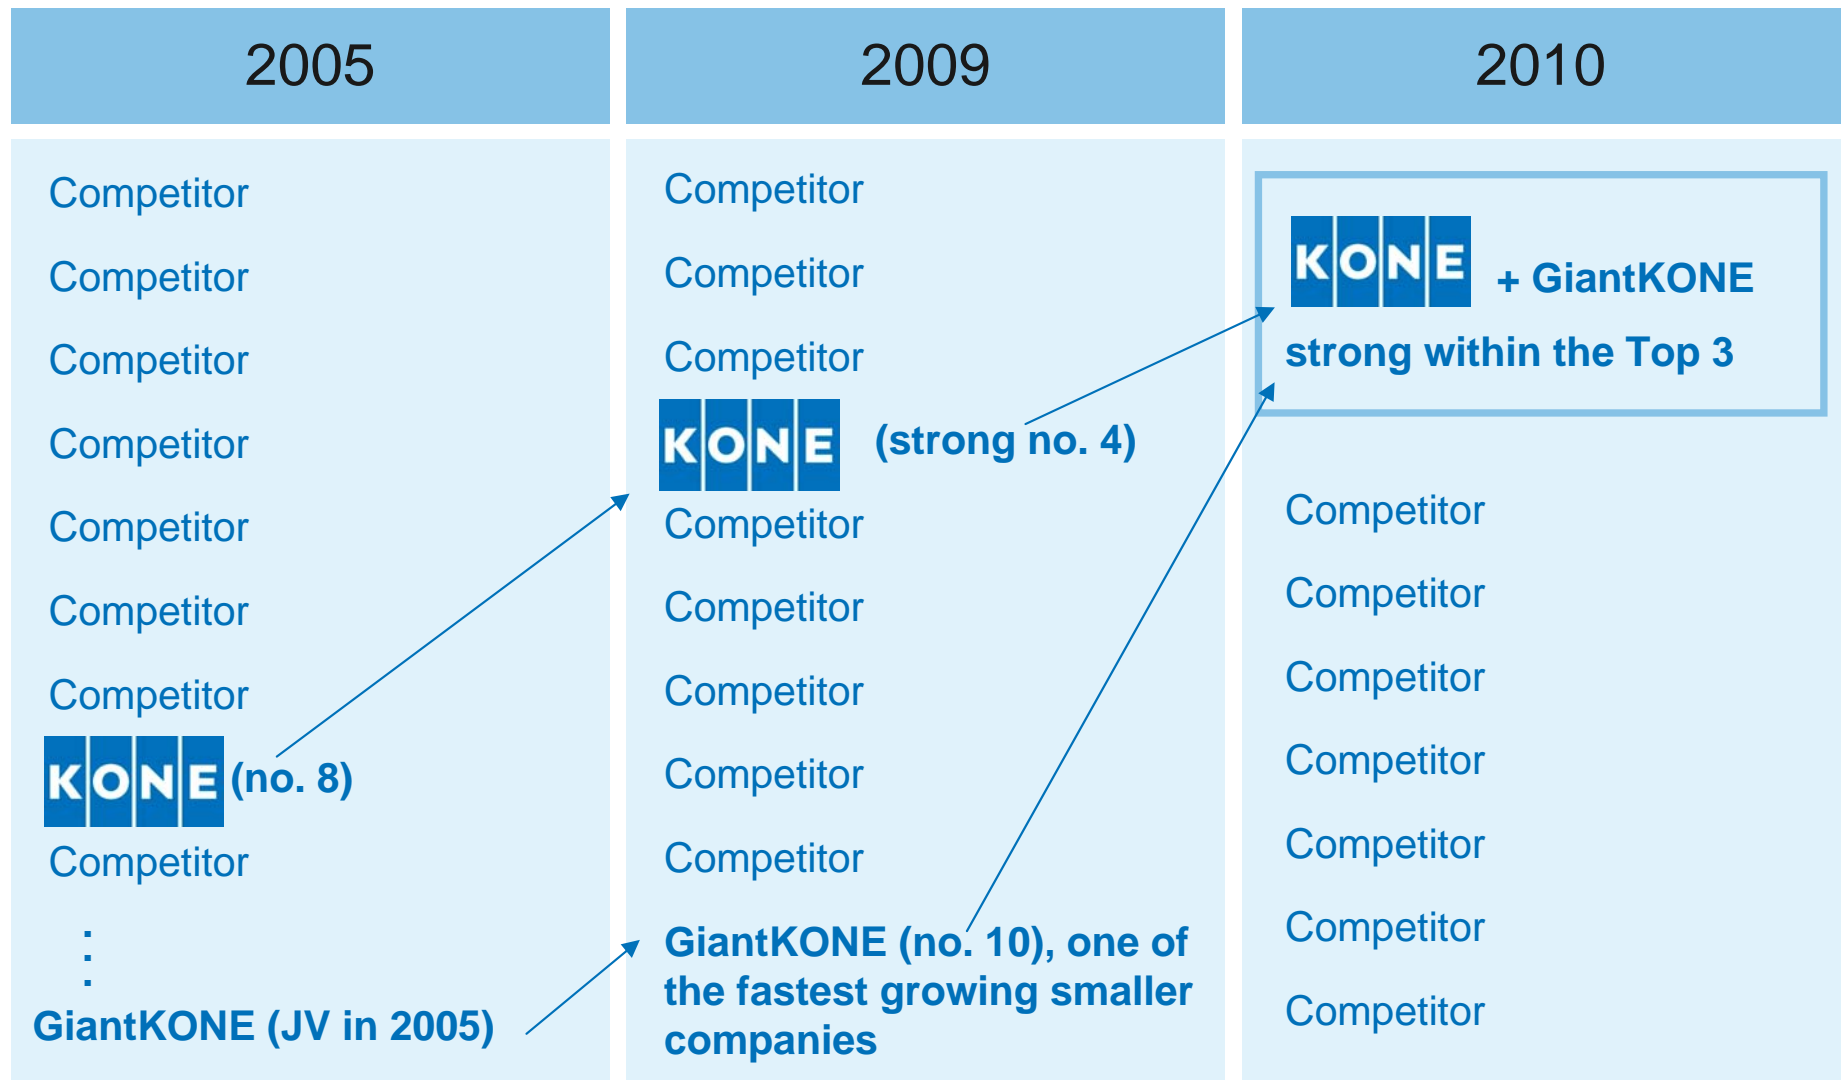 2005
Competitor
Competitor
Competitor
Competitor
Competitor
Competitor
Competitor
KONE (no. 8)
Competitor
.
.
.
GiantKONE (JV in 2005)
2009
Competitor
Competitor
Competitor
KONE (strong no. 4)
Competitor
Competitor
Competitor
Competitor
Competitor
GiantKONE (no. 10), one of
the fastest growing smaller
companies
2010
KONE + GiantKONE
strong within the Top 3
Competitor
Competitor
Competitor
Competitor
Competitor
Competitor
Competitor